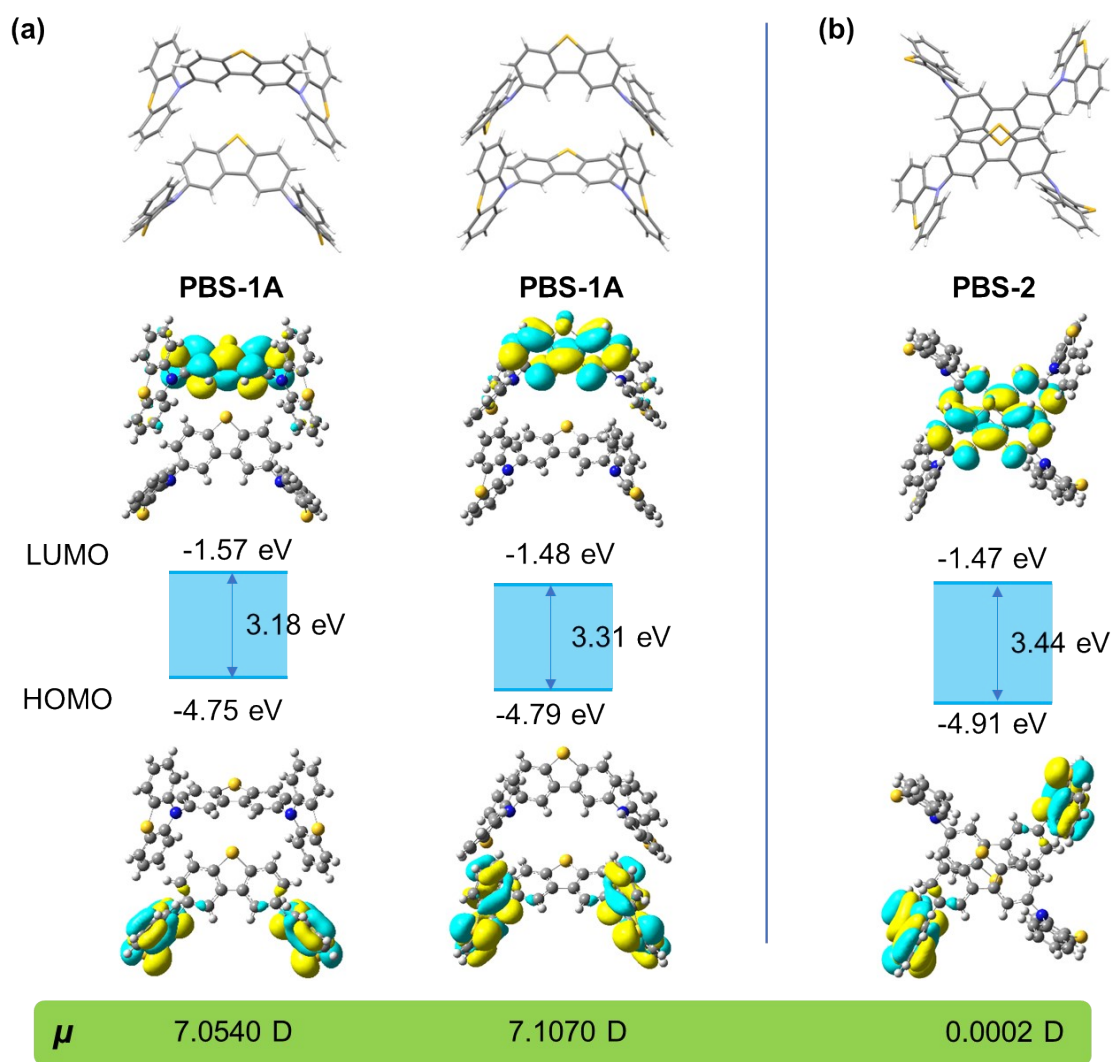 (a) (b)
PBS-1A PBS-1A PBS-2
LUMO -1.57 eV -1.48 eV -1.47 eV
3.18 eV 3.31 eV 3.44 eV
HOMO -4.75 eV -4.79 eV -4.91 eV
μ 7.0540 D 7.1070 D 0.0002 D